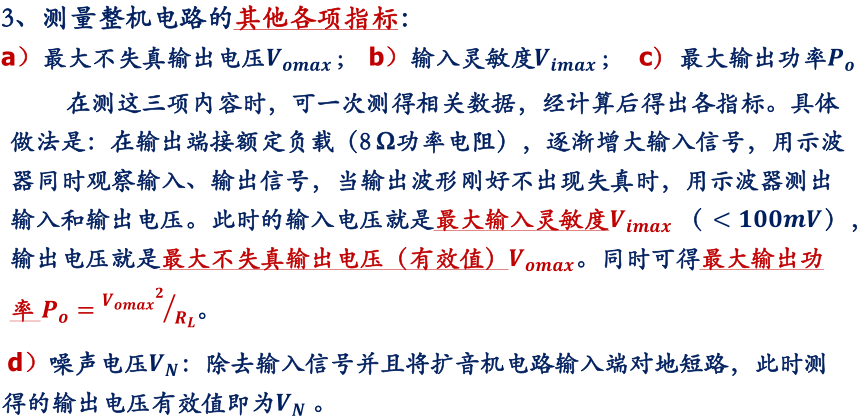 3、测量整机电路的其他各项指标：
a）最大不失真输出电压Vomax； b）输入灵敏度Vimax； c) 最大输出功率Po
在测这三项内容时，可一次测得相关数据，经计算后得出各指标。具体
做法是：在输出端接额定负载（8 Ω功率电阻），逐渐增大输入信号，用示波
器同时观察输入、输出信号，当输出波形刚好不出现失真时，用示波器测出
输入和输出电压。此时的输入电压就是最大输入灵敏度Vimax （＜100mV），
输出电压就是最大不失真输出电压（有效值）Vomax。同时可得最大输出功
率 Po = Vomax²/RL。
d）噪声电压VN：除去输入信号并且将扩音机电路输入端对地短路，此时测
得的输出电压有效值即为VN 。